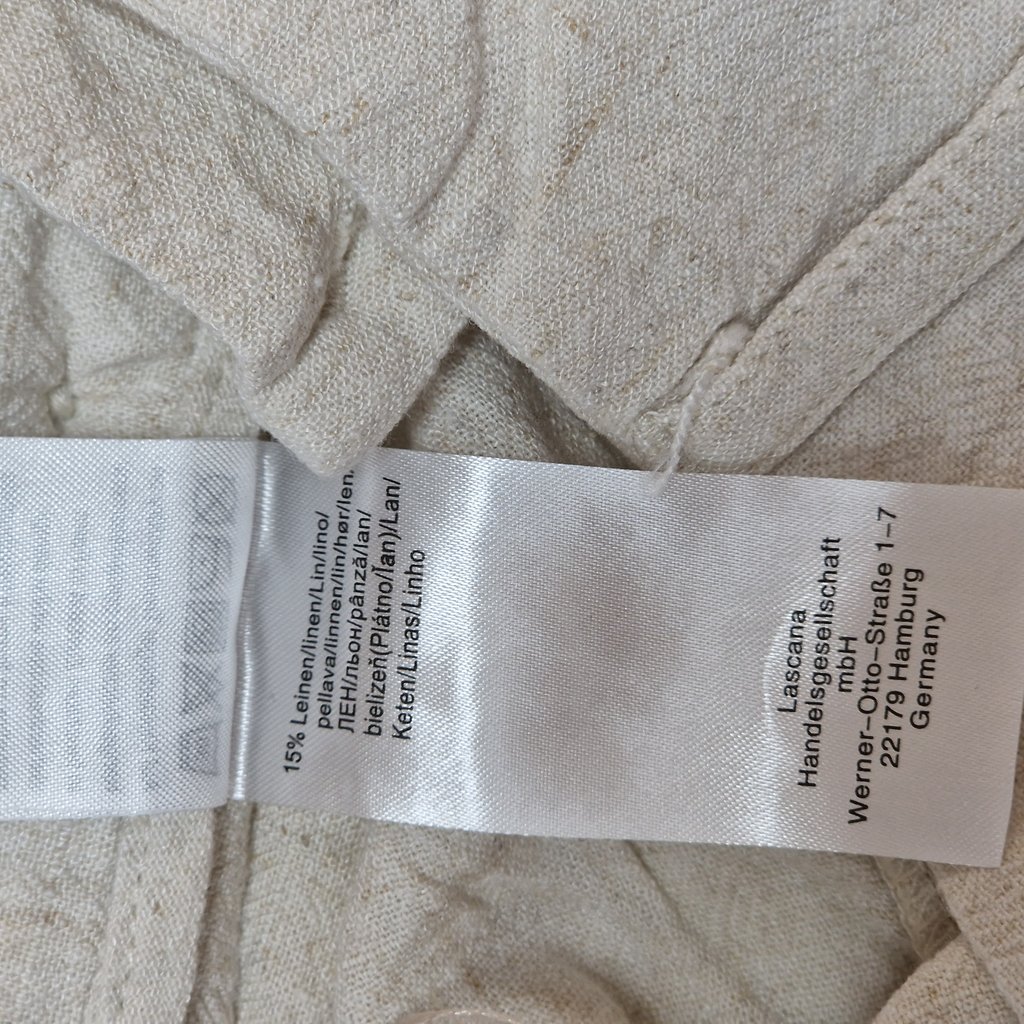 15% Leinen/linen/Lin/lino/
pellava/linnen/lin/hør/len.
ЛЕН/льон/pânză/lan/
bielizeň(Plátno/ľan)/Lan/
Keten/Linas/Linho
Lascana
Handelsgesellschaft
mbH
Werner-Otto-Straße 1-7
22179 Hamburg
Germany